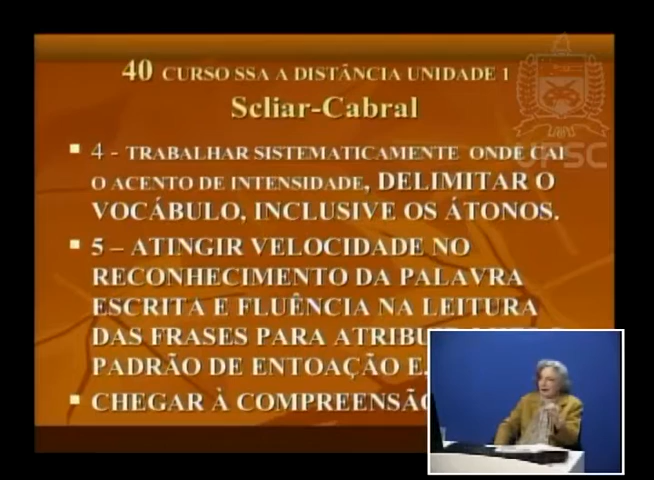 40 CURSO SSA A DISTÂNCIA UNIDADE 1
Scliar-Cabral
4 - TRABALHAR SISTEMATICAMENTE ONDE CAI
O ACENTO DE INTENSIDADE, DELIMITAR O
VOCÁBULO, INCLUSIVE OS ÁTONOS.
5 – ATINGIR VELOCIDADE NO
RECONHECIMENTO DA PALAVRA
ESCRITA E FLUÊNCIA NA LEITURA
DAS FRASES PARA
PADRÃO DE ENTOAÇÃO E
CHEGAR À COMPREENSÃO
UFSC